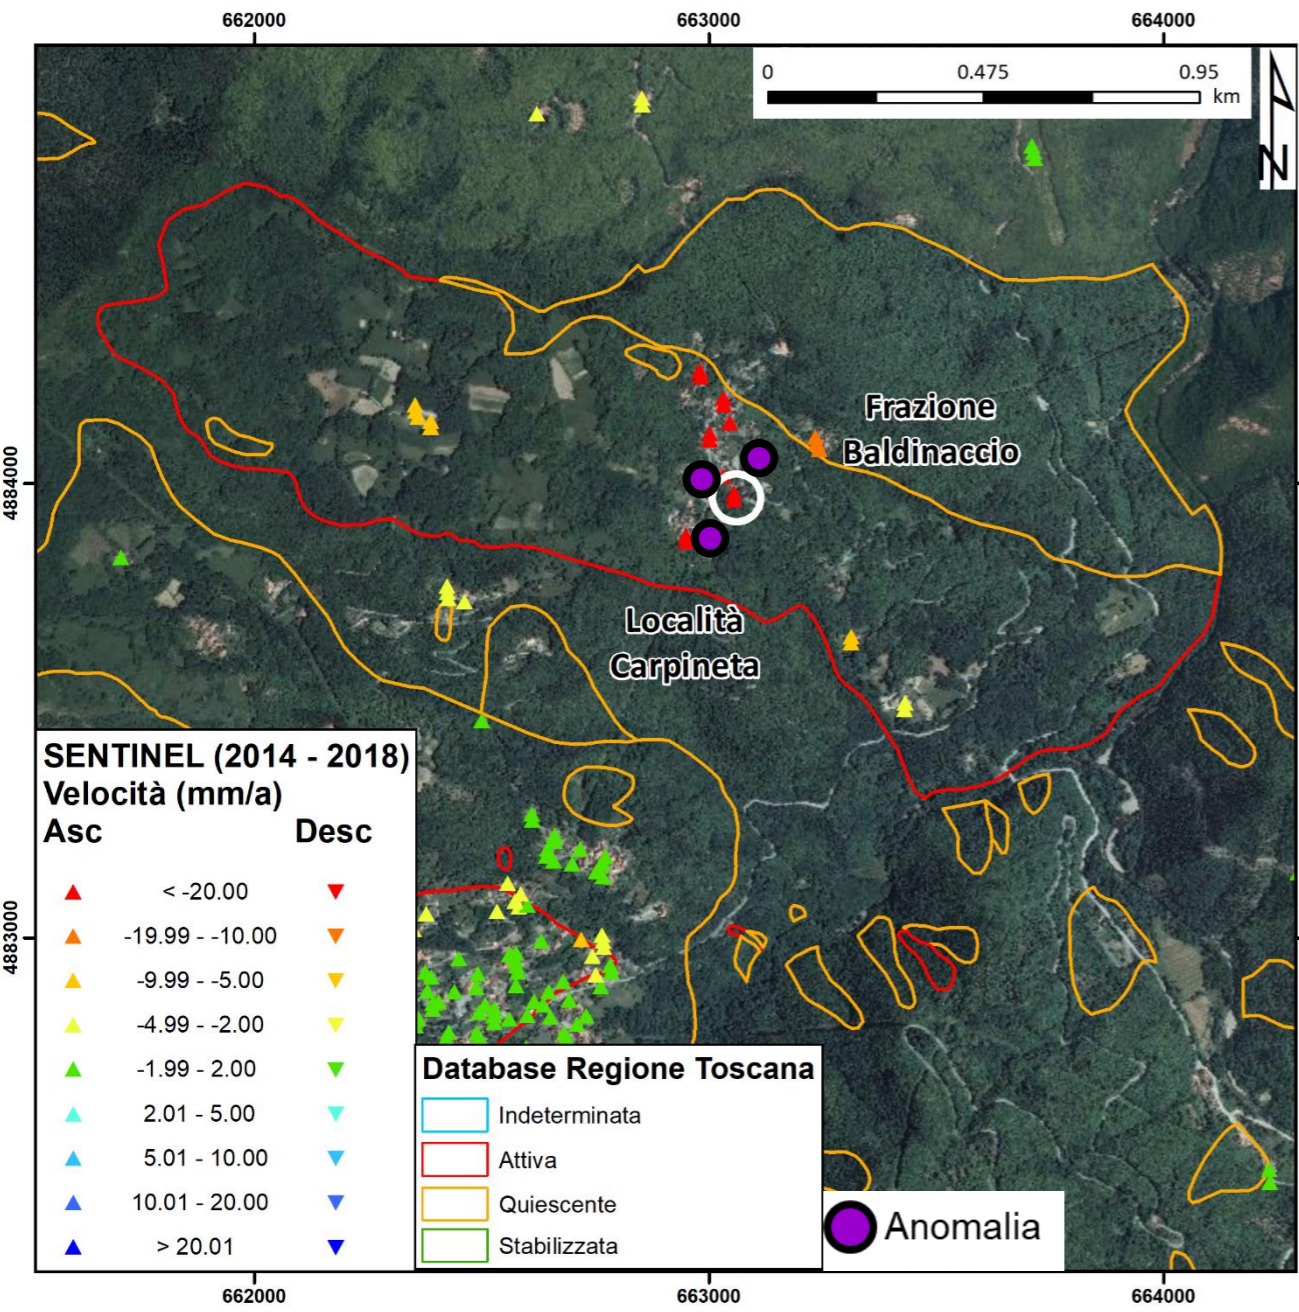 662000
663000
664000
0
0.475
0.95
km
N
Frazione
Baldinaccio
4884000
Località
Carpineta
SENTINEL (2014 - 2018)
Velocità (mm/a)
Asc
Desc
< -20.00
-19.99 - -10.00
-9.99 - -5.00
-4.99 - -2.00
-1.99 - 2.00
2.01 - 5.00
5.01 - 10.00
10.01 - 20.00
> 20.01
4883000
Database Regione Toscana
Indeterminata
Attiva
Quiescente
Stabilizzata
Anomalia
662000
663000
664000